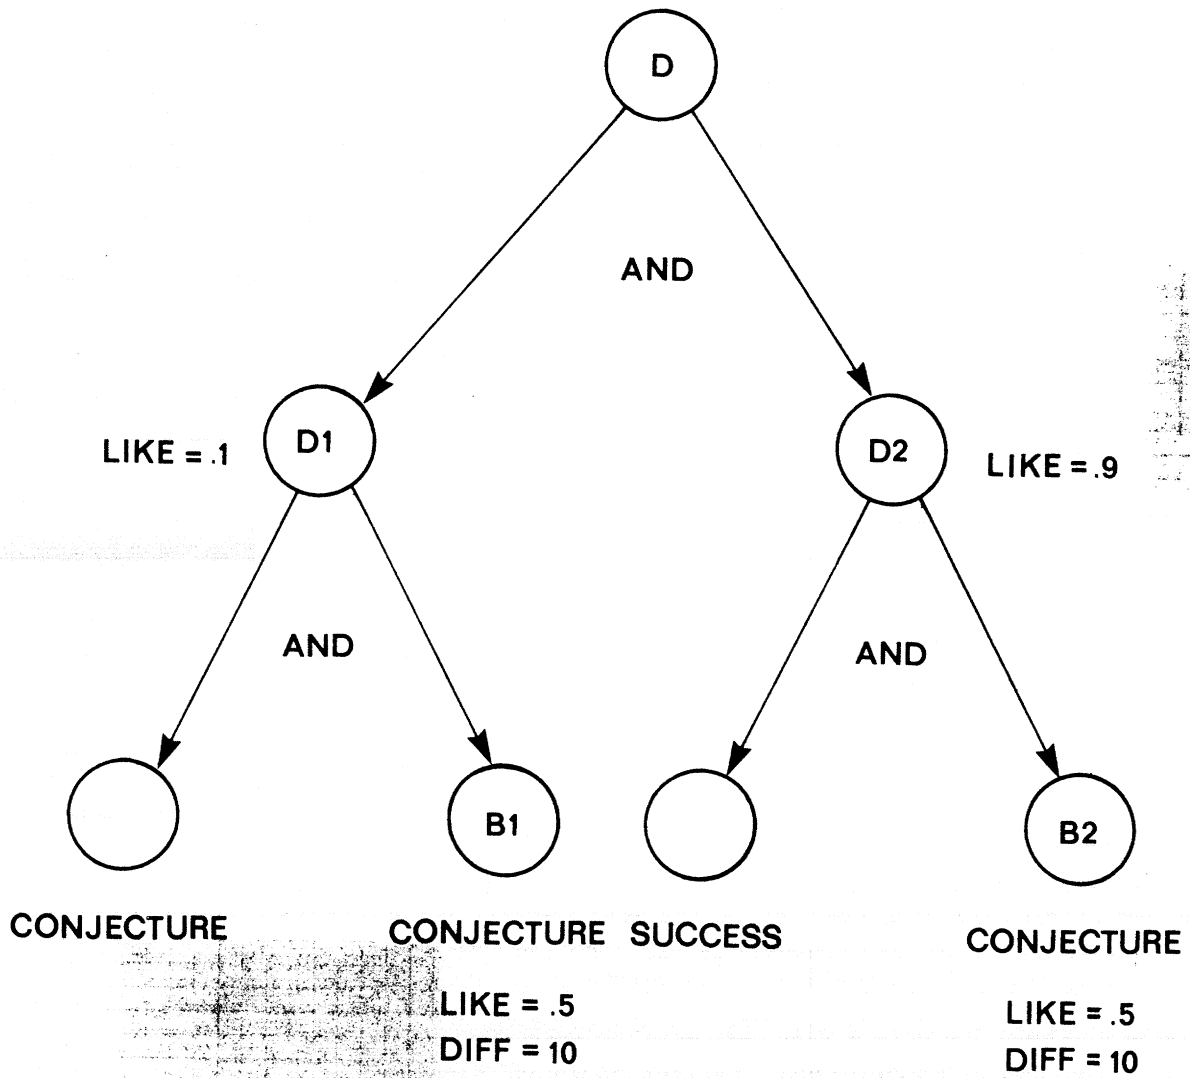 D
AND
D1
LIKE = .1
D2
LIKE = .9
AND
AND
B1
B2
CONJECTURE
CONJECTURE
SUCCESS
CONJECTURE
LIKE = .5
DIFF = 10
LIKE = .5
DIFF = 10